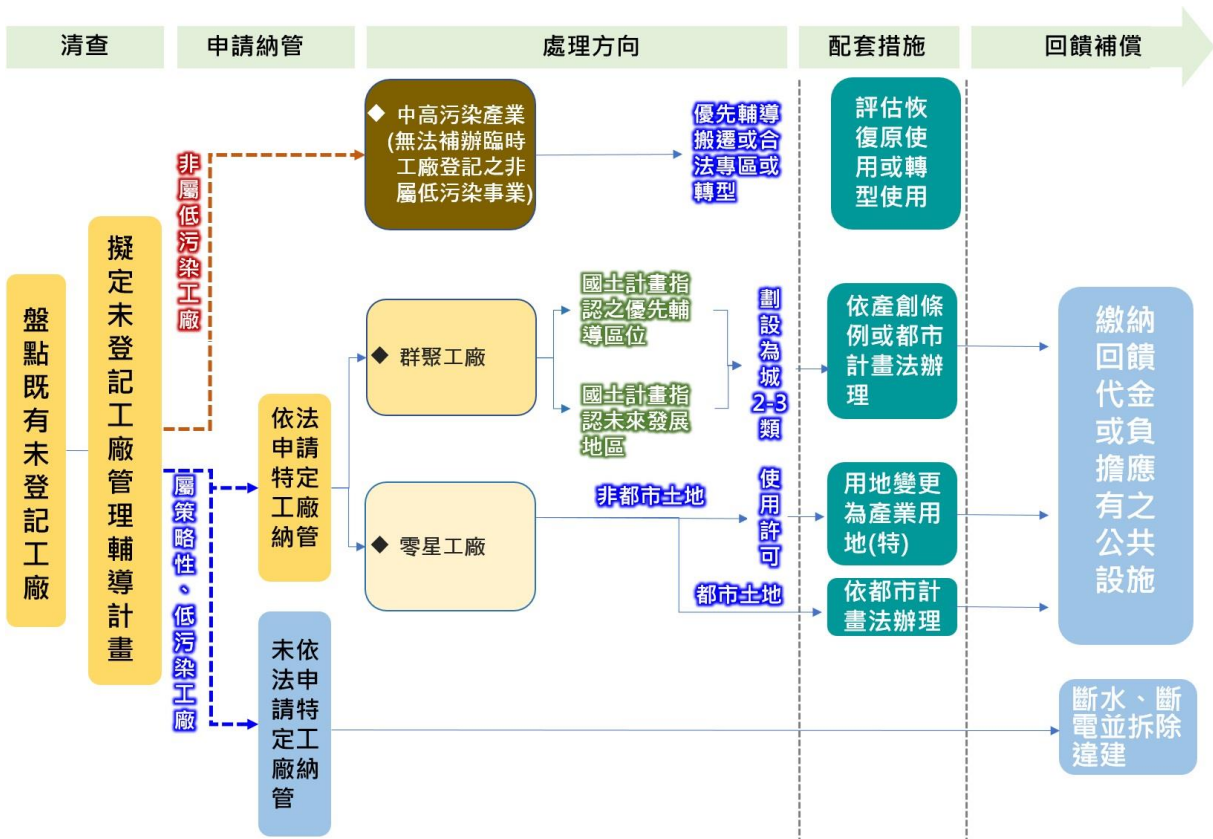 清查
申請納管
處理方向
配套措施
回饋補償
盤點既有未登記工廠
擬定未登記工廠管理輔導計畫
非屬低污染工廠
屬策略性、低污染工廠
◆ 中高污染產業
(無法補辦臨時
工廠登記之非
屬低污染事業)
優先輔導
搬遷或合
法專區或
轉型
評估恢
復原使
用或轉
型使用
依法
申請
特定
工廠
納管
◆ 群聚工廠
國土計畫指
認之優先輔
導區位
國土計畫指
認未來發展
地區
劃設為城
2-3
類
依產創條
例或都市
計畫法辦
理
◆ 零星工廠
非都市土地
使用許可
用地變更
為產業用
地(特)
都市土地
依都市計
畫法辦理
繳納
回饋
代金
或負
擔應
有之
公共
設施
未依
法申
請特
定工
廠納
管
斷水、斷
電並拆除
違建